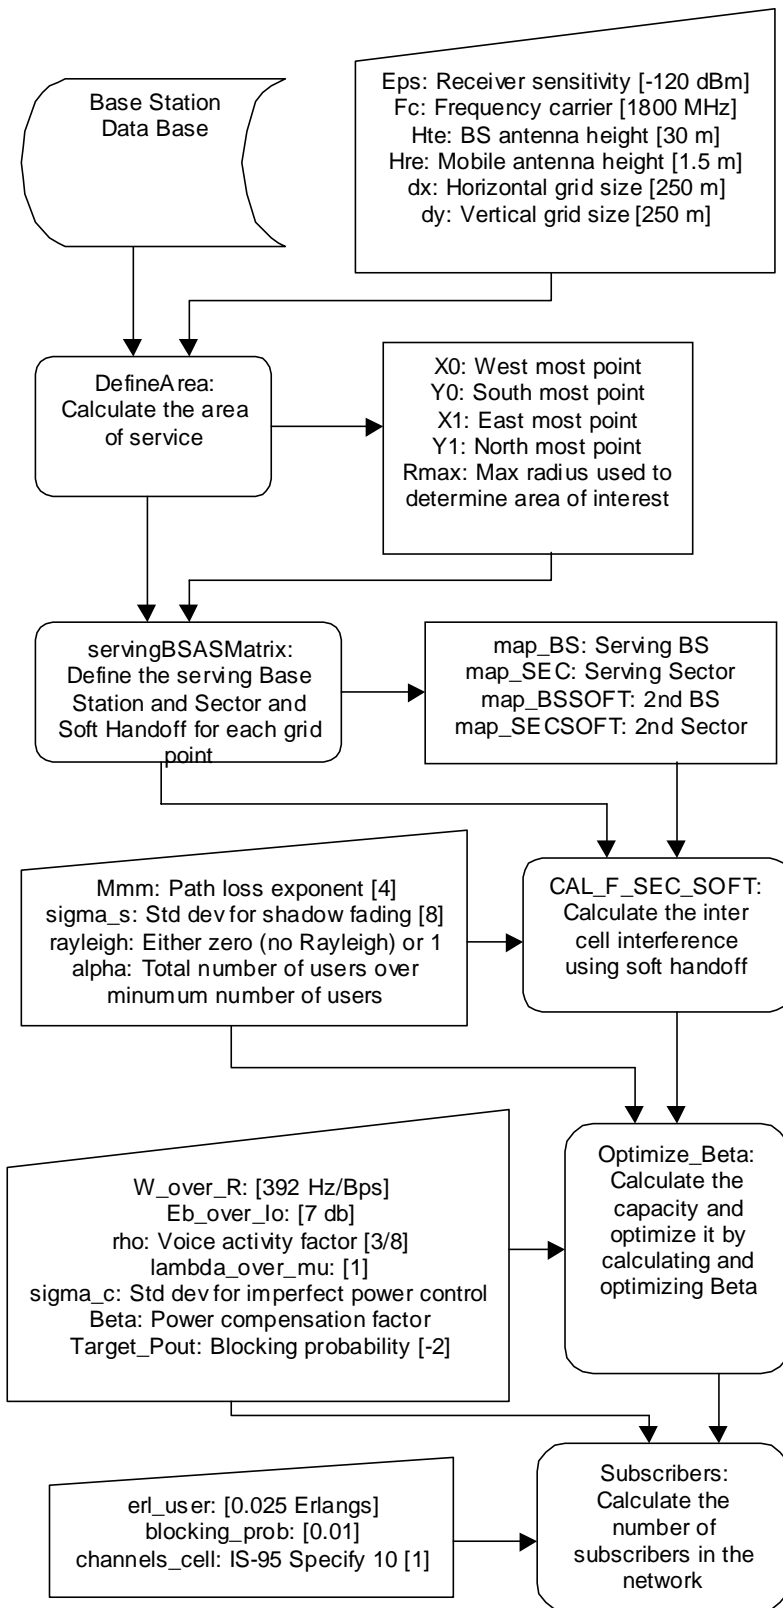 Base Station
Data Base
Eps: Receiver sensitivity [-120 dBm]
Fc: Frequency carrier [1800 MHz]
Hte: BS antenna height [30 m]
Hre: Mobile antenna height [1.5 m]
dx: Horizontal grid size [250 m]
dy: Vertical grid size [250 m]
DefineArea:
Calculate the area
of service
X0: West most point
Y0: South most point
X1: East most point
Y1: North most point
Rmax: Max radius used to
determine area of interest
servingBSASMatrix:
Define the serving Base
Station and Sector and
Soft Handoff for each grid
point
map_BS: Serving BS
map_SEC: Serving Sector
map_BSSOFT: 2nd BS
map_SECSOFT: 2nd Sector
Mmm: Path loss exponent [4]
sigma_s: Std dev for shadow fading [8]
rayleigh: Either zero (no Rayleigh) or 1
alpha: Total number of users over
minumum number of users
CAL_F_SEC_SOFT:
Calculate the inter
cell interference
using soft handoff
W_over_R: [392 Hz/Bps]
Eb_over_Io: [7 db]
rho: Voice activity factor [3/8]
lambda_over_mu: [1]
sigma_c: Std dev for imperfect power control
Beta: Power compensation factor
Target_Pout: Blocking probability [-2]
Optimize_Beta:
Calculate the
capacity and
optimize it by
calculating and
optimizing Beta
erl_user: [0.025 Erlangs]
blocking_prob: [0.01]
channels_cell: IS-95 Specify 10 [1]
Subscribers:
Calculate the
number of
subscribers in the
network